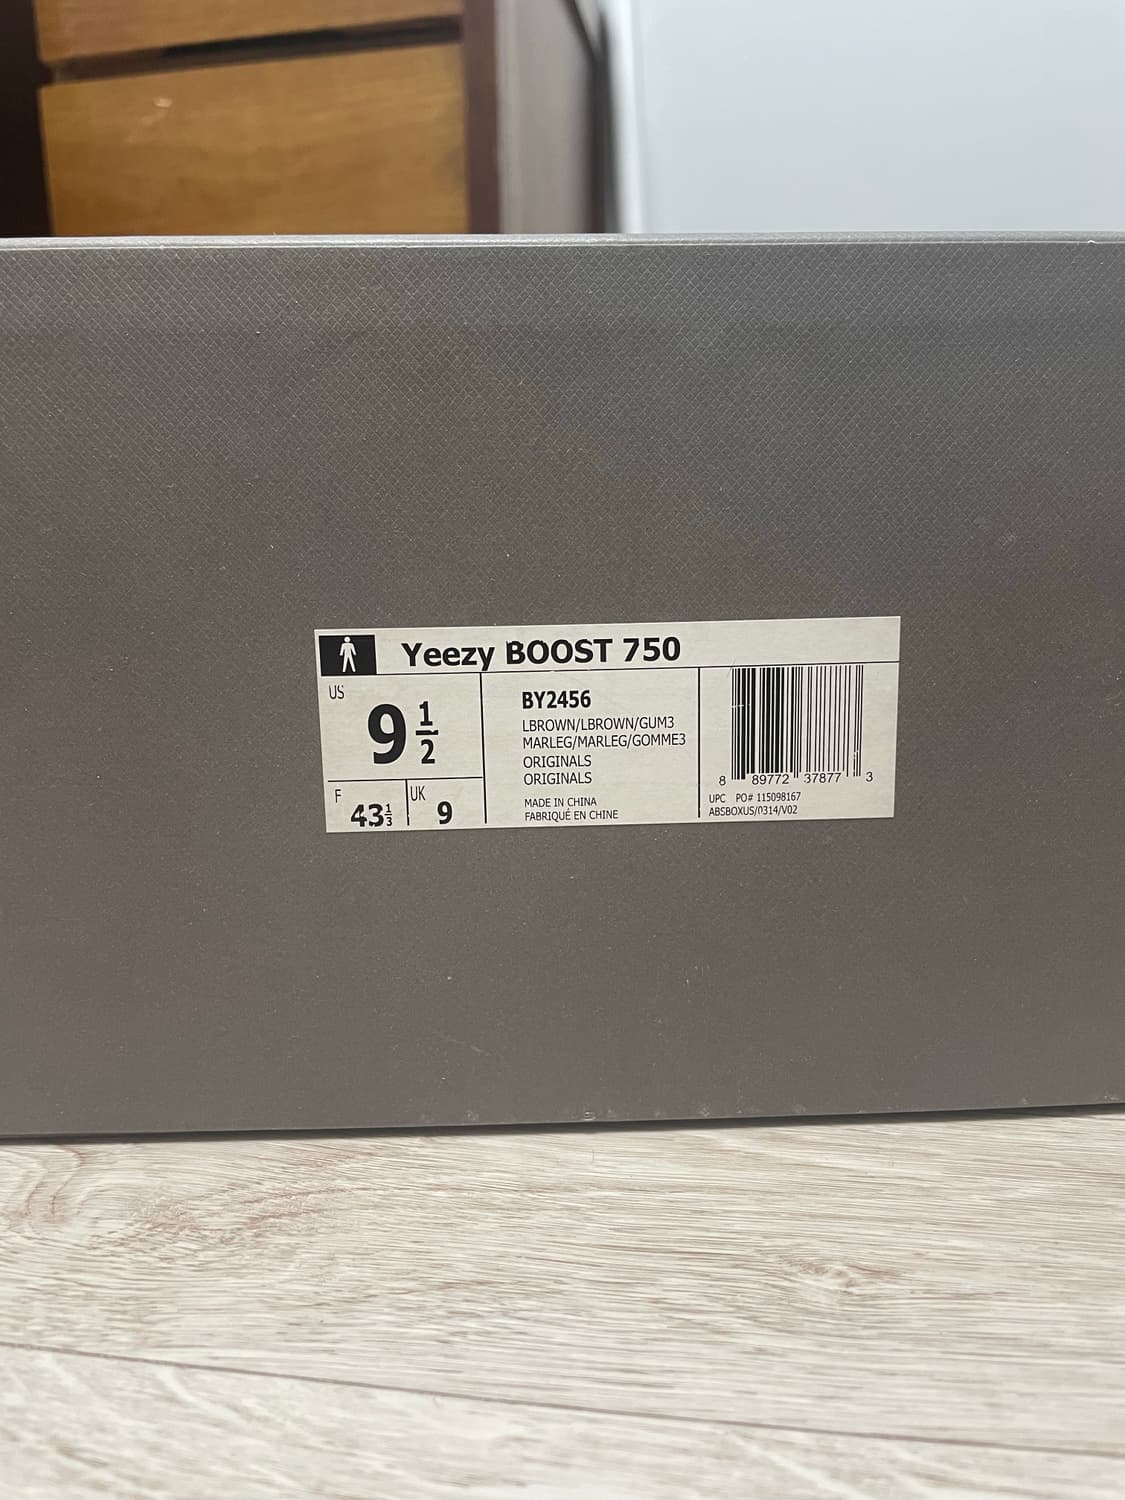 Yeezy BOOST 750
US
9 1/2
F
43 1/3
UK
9
BY2456
LBROWN/LBROWN/GUM3
MARLEG/MARLEG/GOMME3
ORIGINALS
ORIGINALS
MADE IN CHINA
FABRIQUÉ EN CHINE
8 89772 37877 3
UPC PO# 115098167
ABSBOXUS/0314/V02